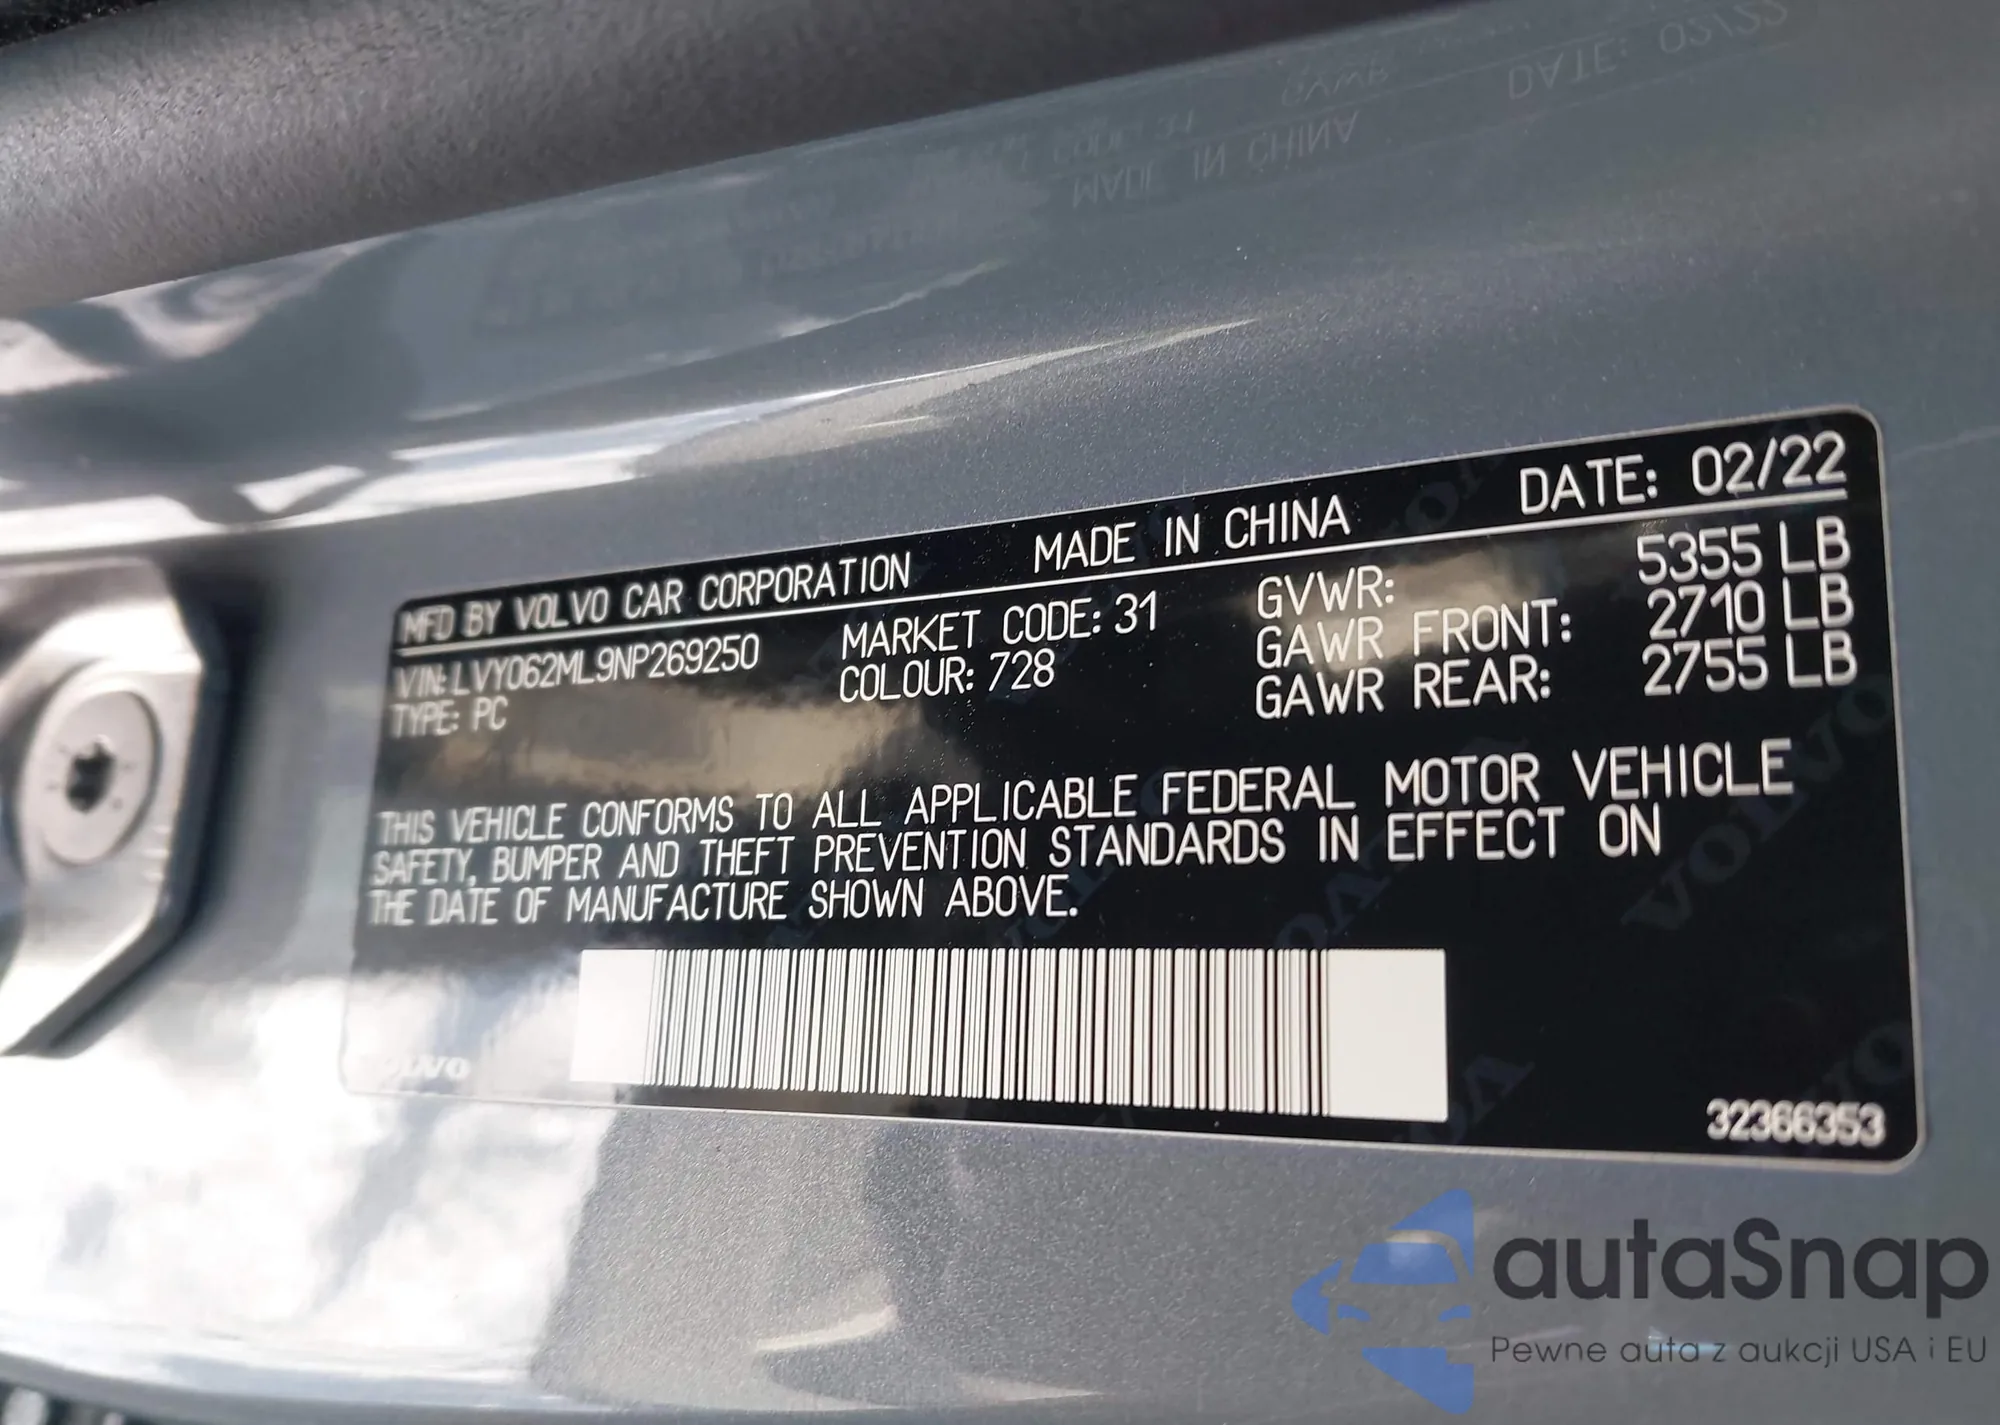 MFD BY VOLVO CAR CORPORATION MADE IN CHINA DATE: 02/22
VIN: LVY062ML9NP269250 MARKET CODE: 31 GVWR: 5355 LB
TYPE: PC COLOUR: 728 GAWR FRONT: 2710 LB
GAWR REAR: 2755 LB
THIS VEHICLE CONFORMS TO ALL APPLICABLE FEDERAL MOTOR VEHICLE
SAFETY, BUMPER AND THEFT PREVENTION STANDARDS IN EFFECT ON
THE DATE OF MANUFACTURE SHOWN ABOVE.
VOLVO
32366353
autaSnap
Pewne auta z aukcji USA i EU